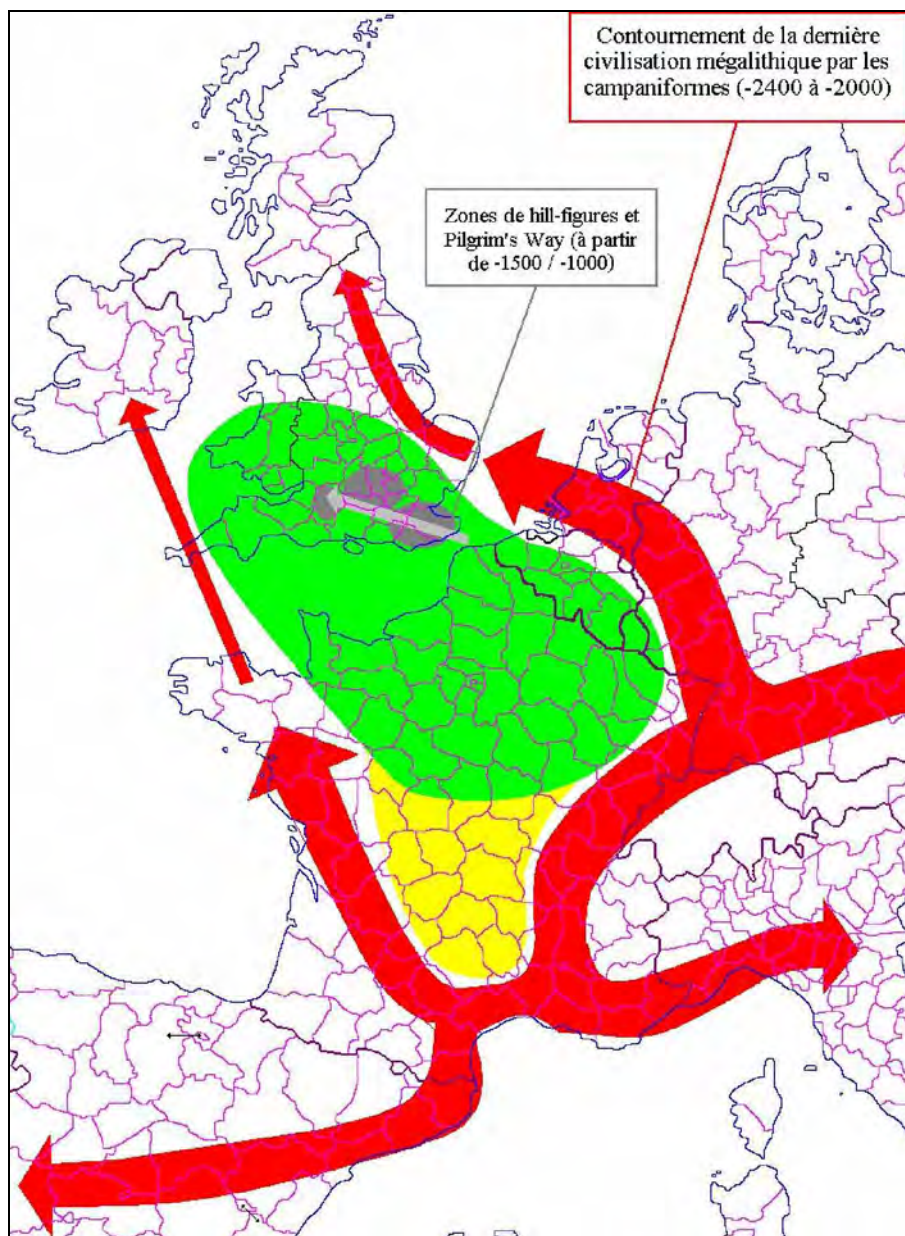 Contournement de la dernière
civilisation mégalithique par les
campaniformes (-2400 à -2000)
Zones de hill-figures et
Pilgrim's Way (à partir
de -1500 / -1000)